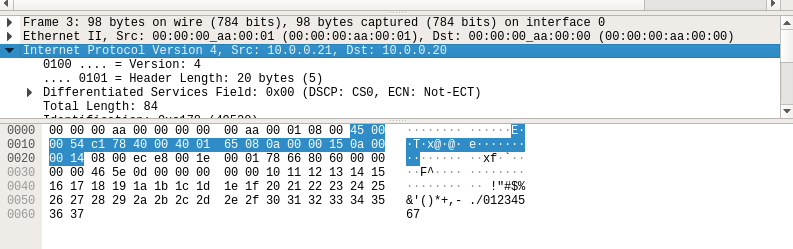 Frame 3: 98 bytes on wire (784 bits), 98 bytes captured (784 bits) on interface 0
Ethernet II, Src: 00:00:00_aa:00:01 (00:00:00:aa:00:01), Dst: 00:00:00_aa:00:00 (00:00:00:aa:00:00)
Internet Protocol Version 4, Src: 10.0.0.21, Dst: 10.0.0.20
0100 .... = Version: 4
.... 0101 = Header Length: 20 bytes (5)
Differentiated Services Field: 0x00 (DSCP: CS0, ECN: Not-ECT)
Total Length: 84
Identification: 0xc178 (49528)
0000 00 00 00 aa 00 00 00 00 00 aa 00 01 08 00 45 00 ········ ······E·
0010 00 54 c1 78 40 00 40 01 65 08 0a 00 00 15 0a 00 ·T·x@·@· e·······
0020 00 14 08 00 ec e8 00 1e 00 01 78 66 80 60 00 00 ········ ··xf·`··
0030 00 00 46 5e 0d 00 00 00 00 00 10 11 12 13 14 15 ··F^···· ········
0040 16 17 18 19 1a 1b 1c 1d 1e 1f 20 21 22 23 24 25 ········ ·· !"#$%
0050 26 27 28 29 2a 2b 2c 2d 2e 2f 30 31 32 33 34 35 &'()*+,- ./012345
0060 36 37 67